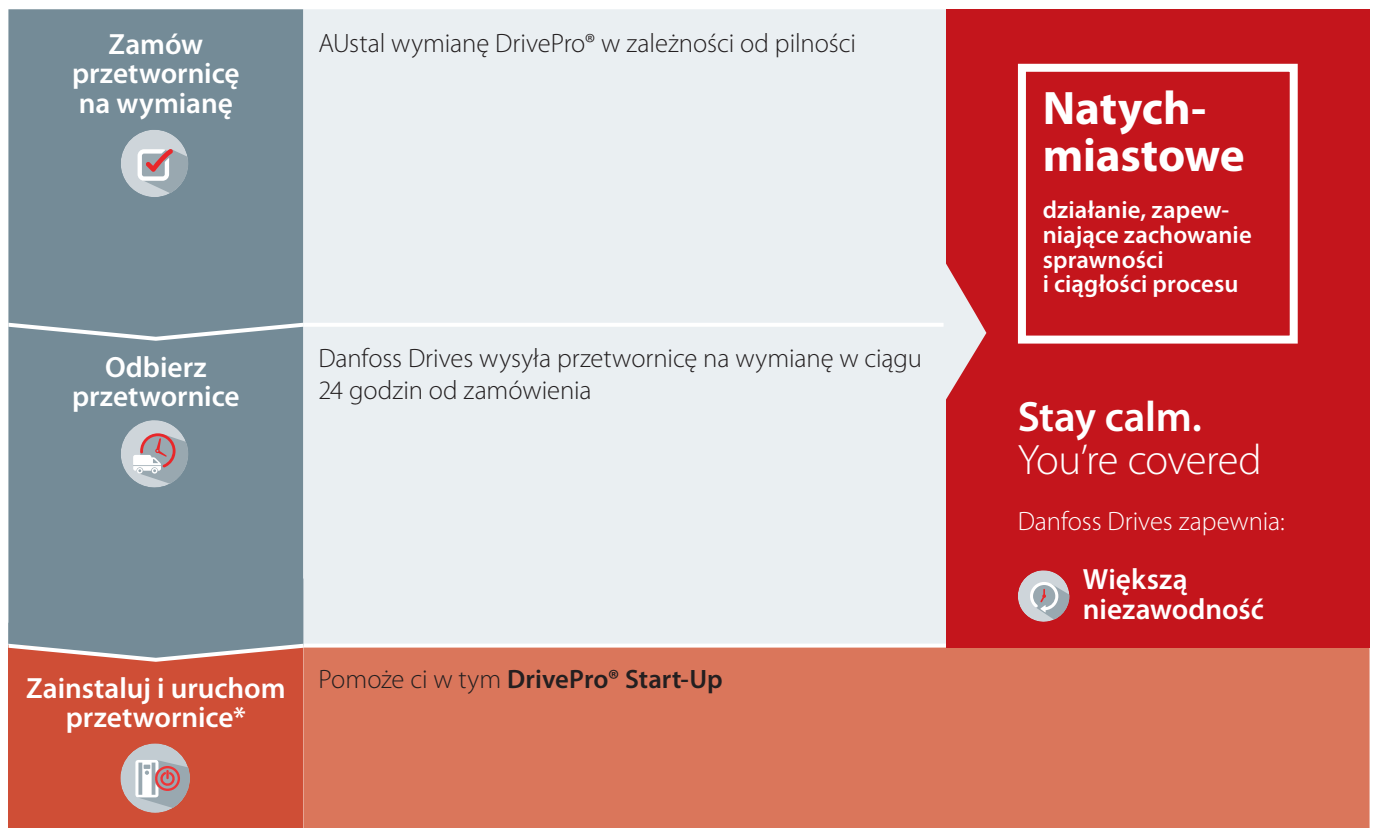 Zamów
przetwornicę
na wymianę
AUstal wymianę DrivePro® w zależności od pilności
Odbierz
przetwornice
Danfoss Drives wysyła przetwornicę na wymianę w ciągu
24 godzin od zamówienia
Zainstaluj i uruchom
przetwornice*
Pomoże ci w tym DrivePro® Start-Up
Natych-
miastowe
działanie, zapew-
niające zachowanie
sprawności
i ciągłości procesu
Stay calm.
You're covered
Danfoss Drives zapewnia:
Większą
niezawodność